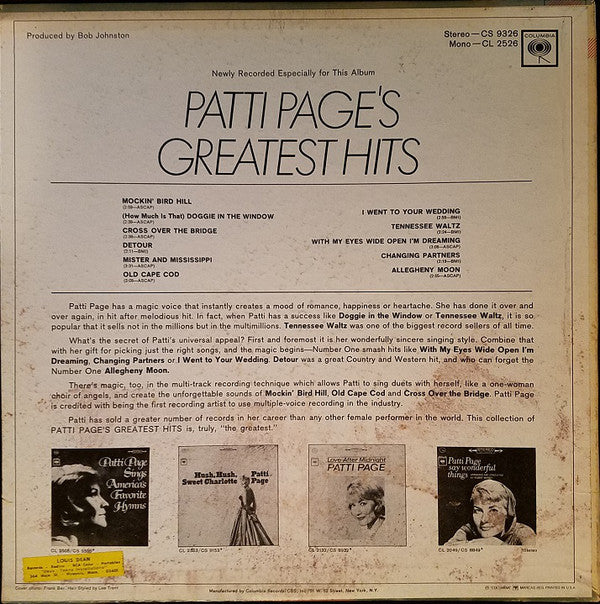 Produced by Bob Johnston
Stereo—CS 9326
Mono—CL 2526
COLUMBIA
Newly Recorded Especially for This Album
PATTI PAGE'S
GREATEST HITS
MOCKIN' BIRD HILL
(How Much Is That) DOGGIE IN THE WINDOW
CROSS OVER THE BRIDGE
DETOUR
MISTER AND MISSISSIPPI
OLD CAPE COD
I WENT TO YOUR WEDDING
TENNESSEE WALTZ
WITH MY EYES WIDE OPEN I'M DREAMING
CHANGING PARTNERS
ALLEGHENY MOON
Patti Page has a magic voice that instantly creates a mood of romance, happiness or heartache. She has done it over and
over again, in hit after melodious hit. In fact, when Patti has a success like Doggie in the Window or Tennessee Waltz, it is so
popular that it sells not in the millions but in the multimillions. Tennessee Waltz was one of the biggest record sellers of all time.
What's the secret of Patti's universal appeal? First and foremost it is her wonderfully sincere singing style. Combine that
with her gift for picking just the right songs, and the magic begins—Number One smash hits like With My Eyes Wide Open I'm
Dreaming, Changing Partners or I Went to Your Wedding. Detour was a great Country and Western hit, and who can forget the
Number One Allegheny Moon.
There's magic, too, in the multi-track recording technique which allows Patti to sing duets with herself, like a one-woman
choir of angels, and create the unforgettable sounds of Mockin' Bird Hill, Old Cape Cod and Cross Over the Bridge. Patti Page
is credited with being the first recording artist to use multiple-voice recording in the industry.
Patti has sold a greater number of records in her career than any other female performer in the world. This collection of
PATTI PAGE'S GREATEST HITS is, truly, "the greatest."
Patti Page
Sings
America's
Favorite
Hymns
Hush, Hush,
Sweet Charlotte
Patti
Page
Love After Midnight
PATTI PAGE
Patti Page
say wonderful
things
CL 2049/CS 8849*
*Stereo
LOUIS DEAN
Manufactured by Columbia Records/CBS, Inc./51 W. 52 Street, New York, N.Y.